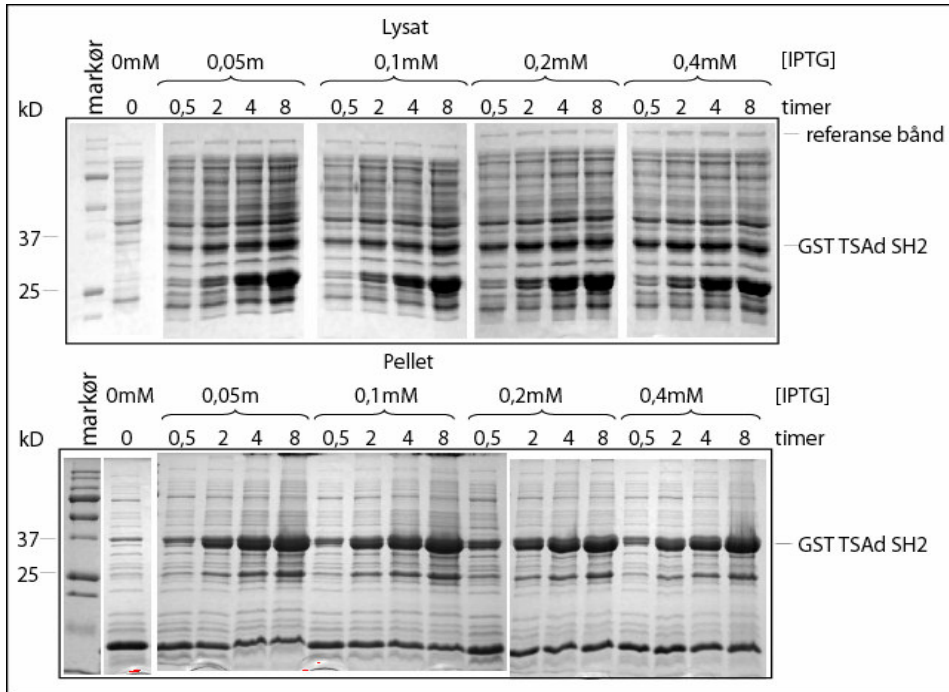 Lysat
markør 0mM 0,05m 0,1mM 0,2mM 0,4mM [IPTG]
kD 0 0,5 2 4 8 0,5 2 4 8 0,5 2 4 8 0,5 2 4 8 timer
referanse bånd
37 GST TSAd SH2
25
Pellet
markør 0mM 0,05m 0,1mM 0,2mM 0,4mM [IPTG]
kD 0 0,5 2 4 8 0,5 2 4 8 0,5 2 4 8 0,5 2 4 8 timer
37 GST TSAd SH2
25